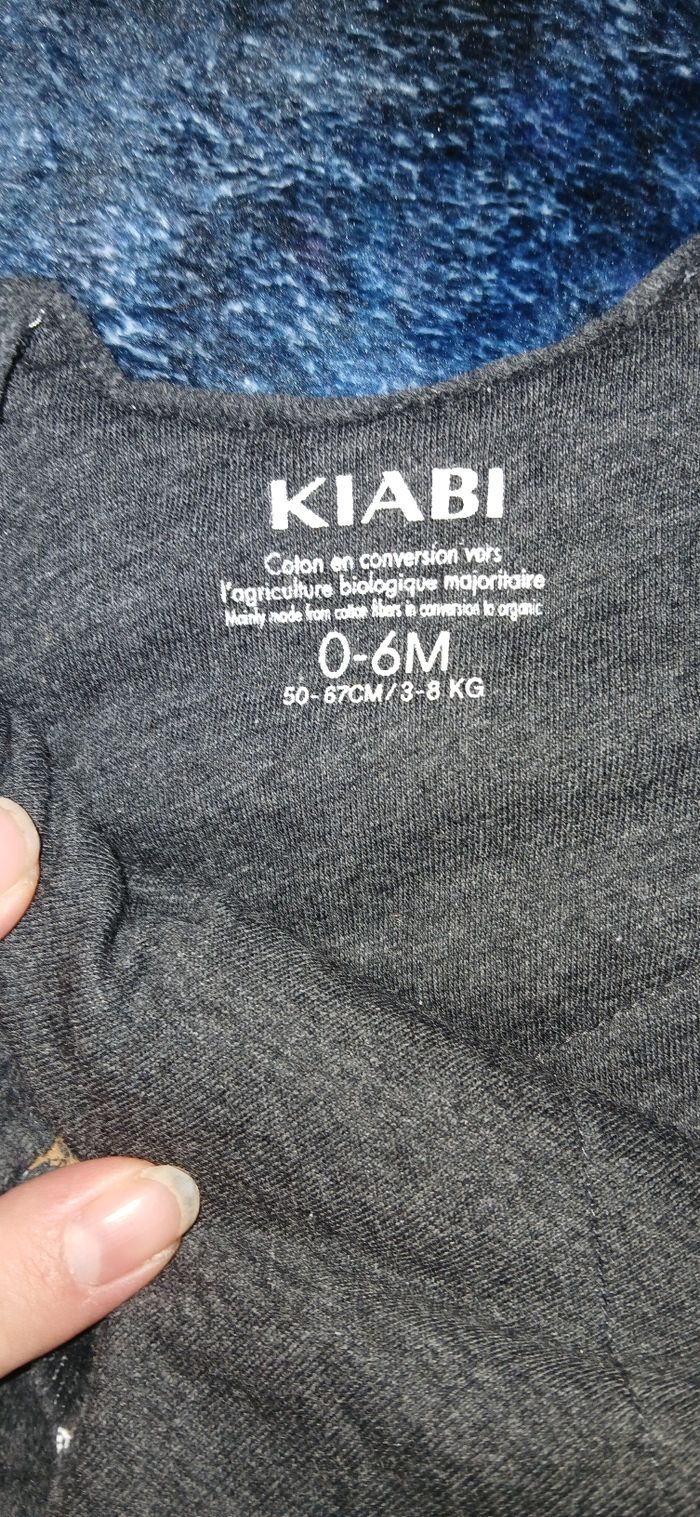 KIABI
Coton en conversion vers
l'agriculture biologique majoritaire
Mainly made from cotton fibers in conversion to organic
0-6M
50-67CM/3-8 KG